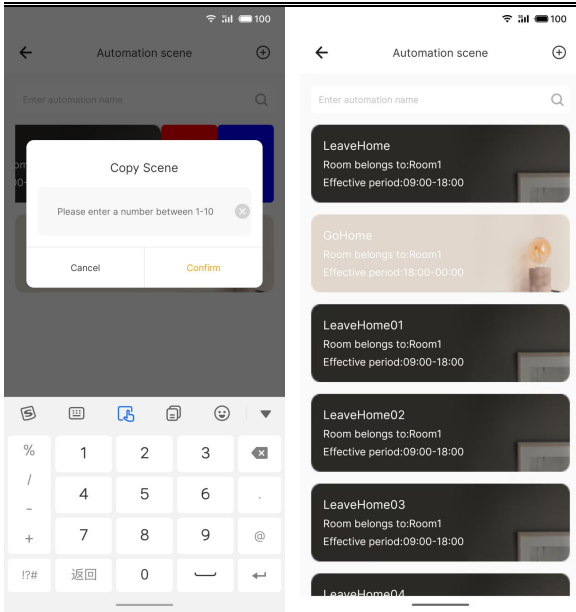 100
Automation scene
Enter automation name
Copy Scene
Please enter a number between 1-10
Cancel
Confirm
%
1
2
3
/
4
5
6
.
-
+
7
8
9
@
!?#
返回
0
100
Automation scene
Enter automation name
LeaveHome
Room belongs to:Room1
Effective period:09:00-18:00
GoHome
Room belongs to:Room1
Effective period:18:00-00:00
LeaveHome01
Room belongs to:Room1
Effective period:09:00-18:00
LeaveHome02
Room belongs to:Room1
Effective period:09:00-18:00
LeaveHome03
Room belongs to:Room1
Effective period:09:00-18:00
LeaveHome04